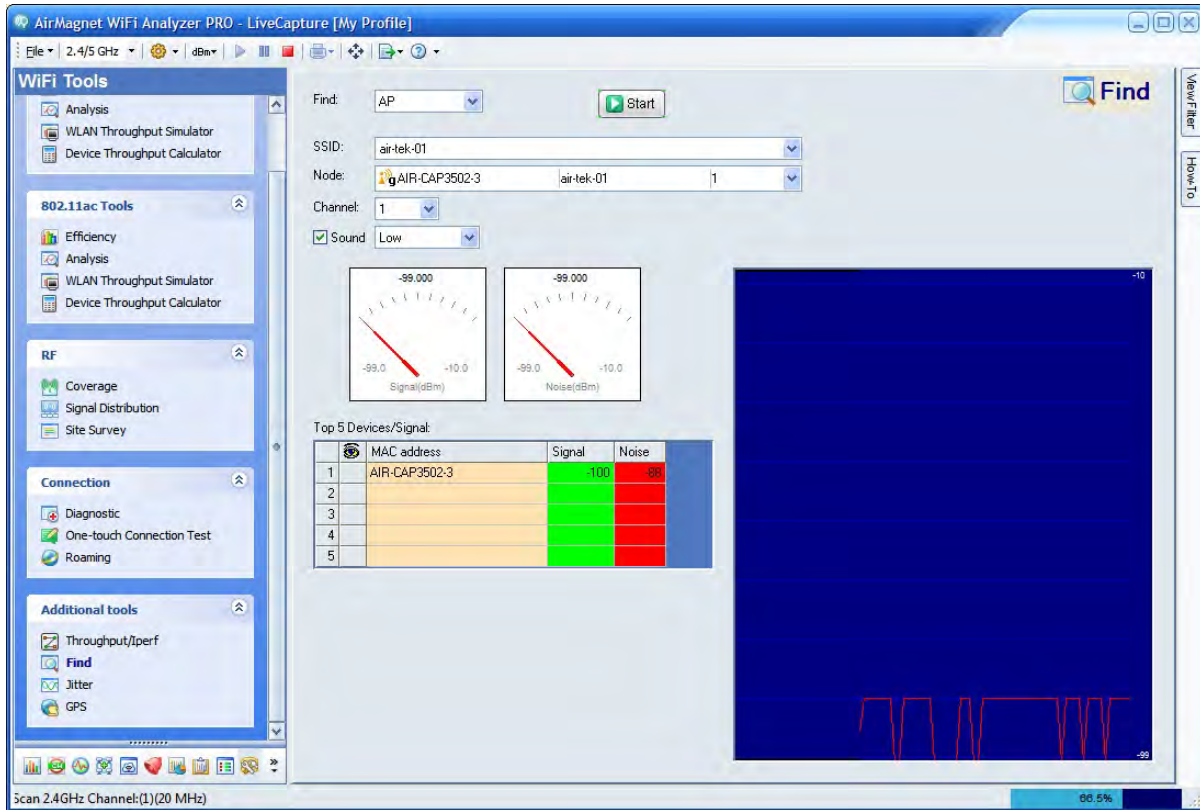 AirMagnet WiFi Analyzer PRO - LiveCapture [My Profile]
File 2.4/5 GHz dBm
WiFi Tools
Analysis
WLAN Throughput Simulator
Device Throughput Calculator
802.11ac Tools
Efficiency
Analysis
WLAN Throughput Simulator
Device Throughput Calculator
RF
Coverage
Signal Distribution
Site Survey
Connection
Diagnostic
One-touch Connection Test
Roaming
Additional tools
Throughput/Iperf
Find
Jitter
GPS
Find
Find: AP Start
SSID: air-tek-01
Node: g AIR-CAP3502-3 air-tek-01 1
Channel: 1
Sound Low
-99.000
-99.0 -10.0
Signal(dBm)
-99.000
-99.0 -10.0
Noise(dBm)
Top 5 Devices/Signal:
MAC address Signal Noise
1 AIR-CAP3502-3 -100 -88
2
3
4
5
-10
-99
View Filter
How-To
Scan 2.4GHz Channel:(1)(20 MHz) 66.5%